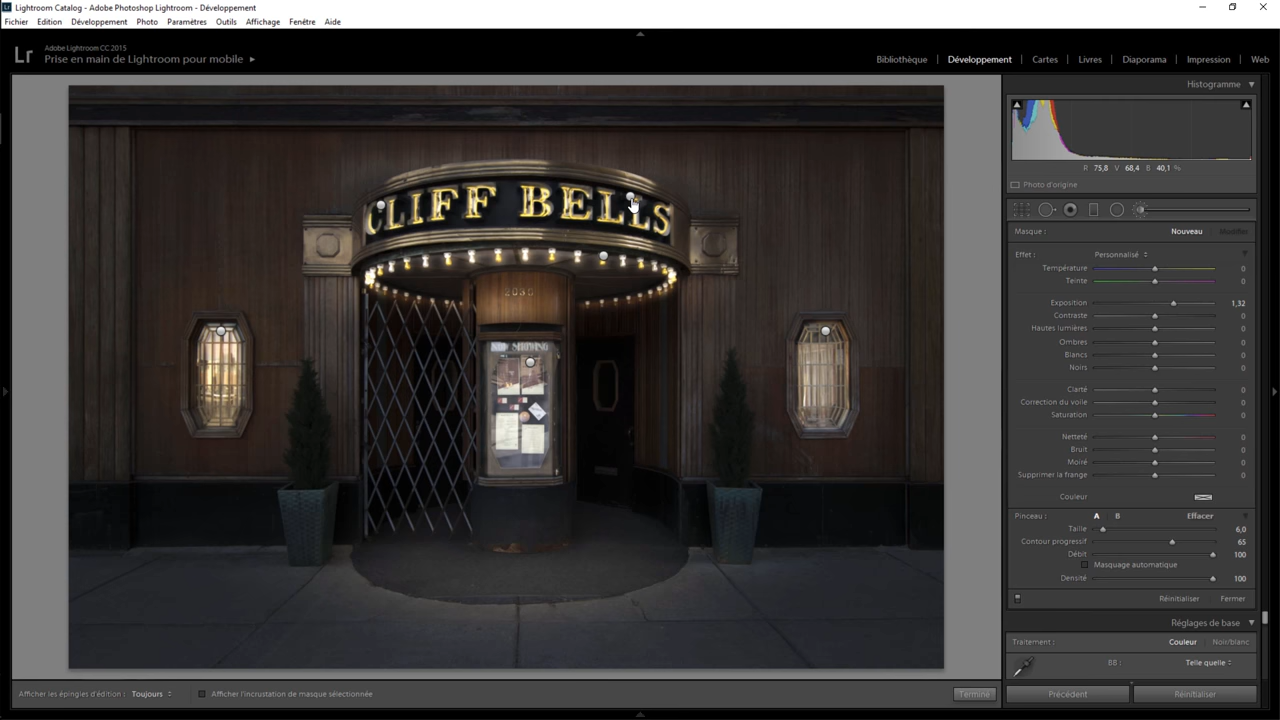 Lightroom Catalog - Adobe Photoshop Lightroom - Développement
Fichier Edition Développement Photo Paramètres Outils Affichage Fenêtre Aide
Lr
Adobe Lightroom CC 2015
Prise en main de Lightroom pour mobile
Bibliothèque | Développement | Cartes | Livres | Diaporama | Impression | Web
Histogramme
R 75,8 V 68,4 B 40,1 %
Photo d'origine
Masque : Nouveau Modifier
Effet : Personnalisé
Température 0
Teinte 0
Exposition 1,32
Contraste 0
Hautes lumières 0
Ombres 0
Blancs 0
Noirs 0
Clarté 0
Correction du voile 0
Saturation 0
Netteté 0
Bruit 0
Moiré 0
Supprimer la frange 0
Couleur
Pinceau : A B Effacer
Taille 6,0
Contour progressif 65
Débit 100
Masquage automatique
Densité 100
Réinitialiser Fermer
Réglages de base
Traitement : Couleur Noir/blanc
BB : Telle quelle
Précédent Réinitialiser
CLIFF BELLS
2030
NOW SHOWING
Afficher les épingles d'édition : Toujours
Afficher l'incrustation de masque sélectionnée
Terminé